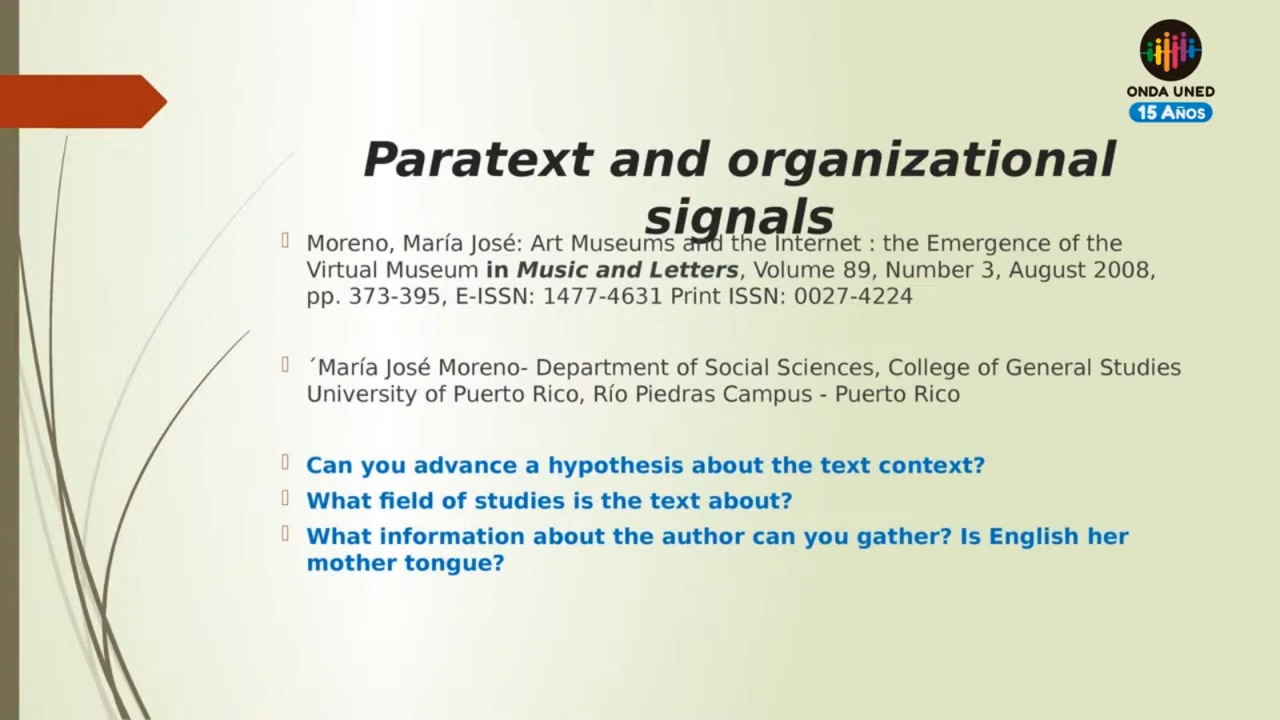 ONDA UNED
15 AÑOS
Paratext and organizational
signals
Moreno, María José: Art Museums and the Internet : the Emergence of the
Virtual Museum in Music and Letters, Volume 89, Number 3, August 2008,
pp. 373-395, E-ISSN: 1477-4631 Print ISSN: 0027-4224
´María José Moreno- Department of Social Sciences, College of General Studies
University of Puerto Rico, Río Piedras Campus - Puerto Rico
Can you advance a hypothesis about the text context?
What field of studies is the text about?
What information about the author can you gather? Is English her
mother tongue?